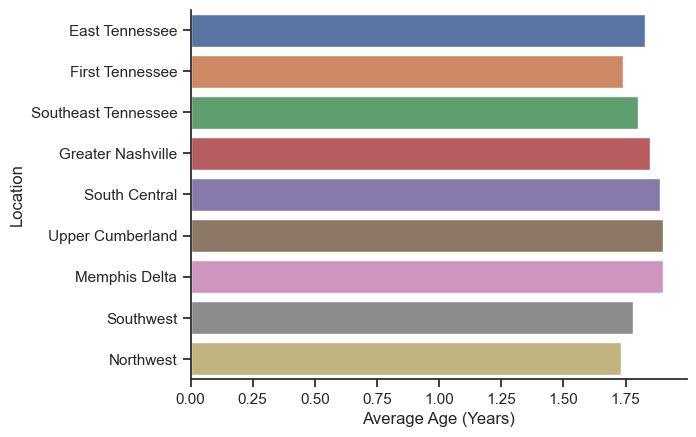 East Tennessee
First Tennessee
Southeast Tennessee
Greater Nashville
South Central
Upper Cumberland
Memphis Delta
Southwest
Northwest
Location
0.00 0.25 0.50 0.75 1.00 1.25 1.50 1.75
Average Age (Years)